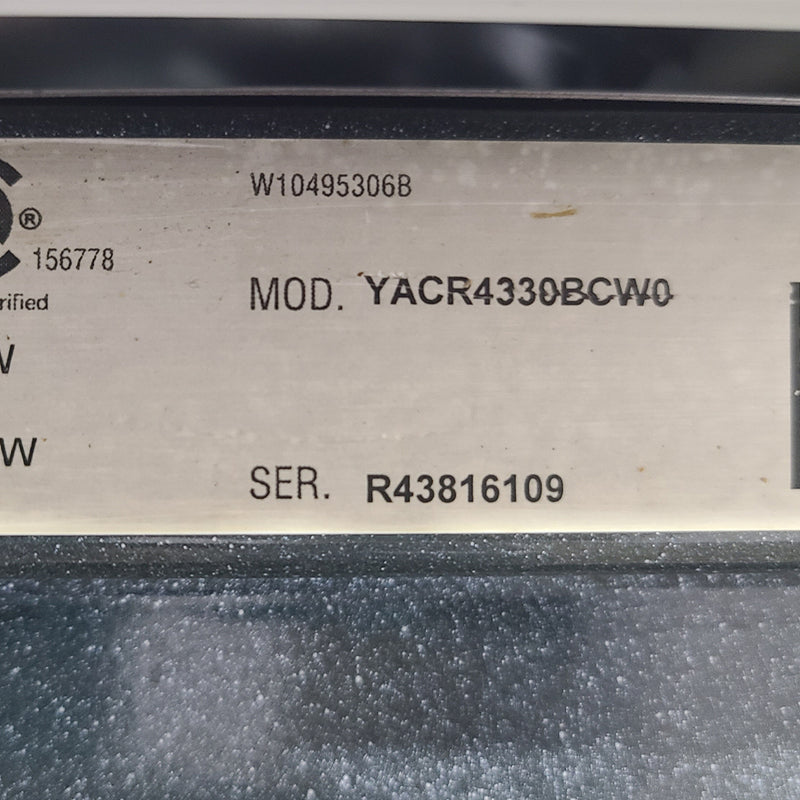 W10495306B
®
156778
rified
MOD. YACR4330BCW0
W
W
SER. R43816109